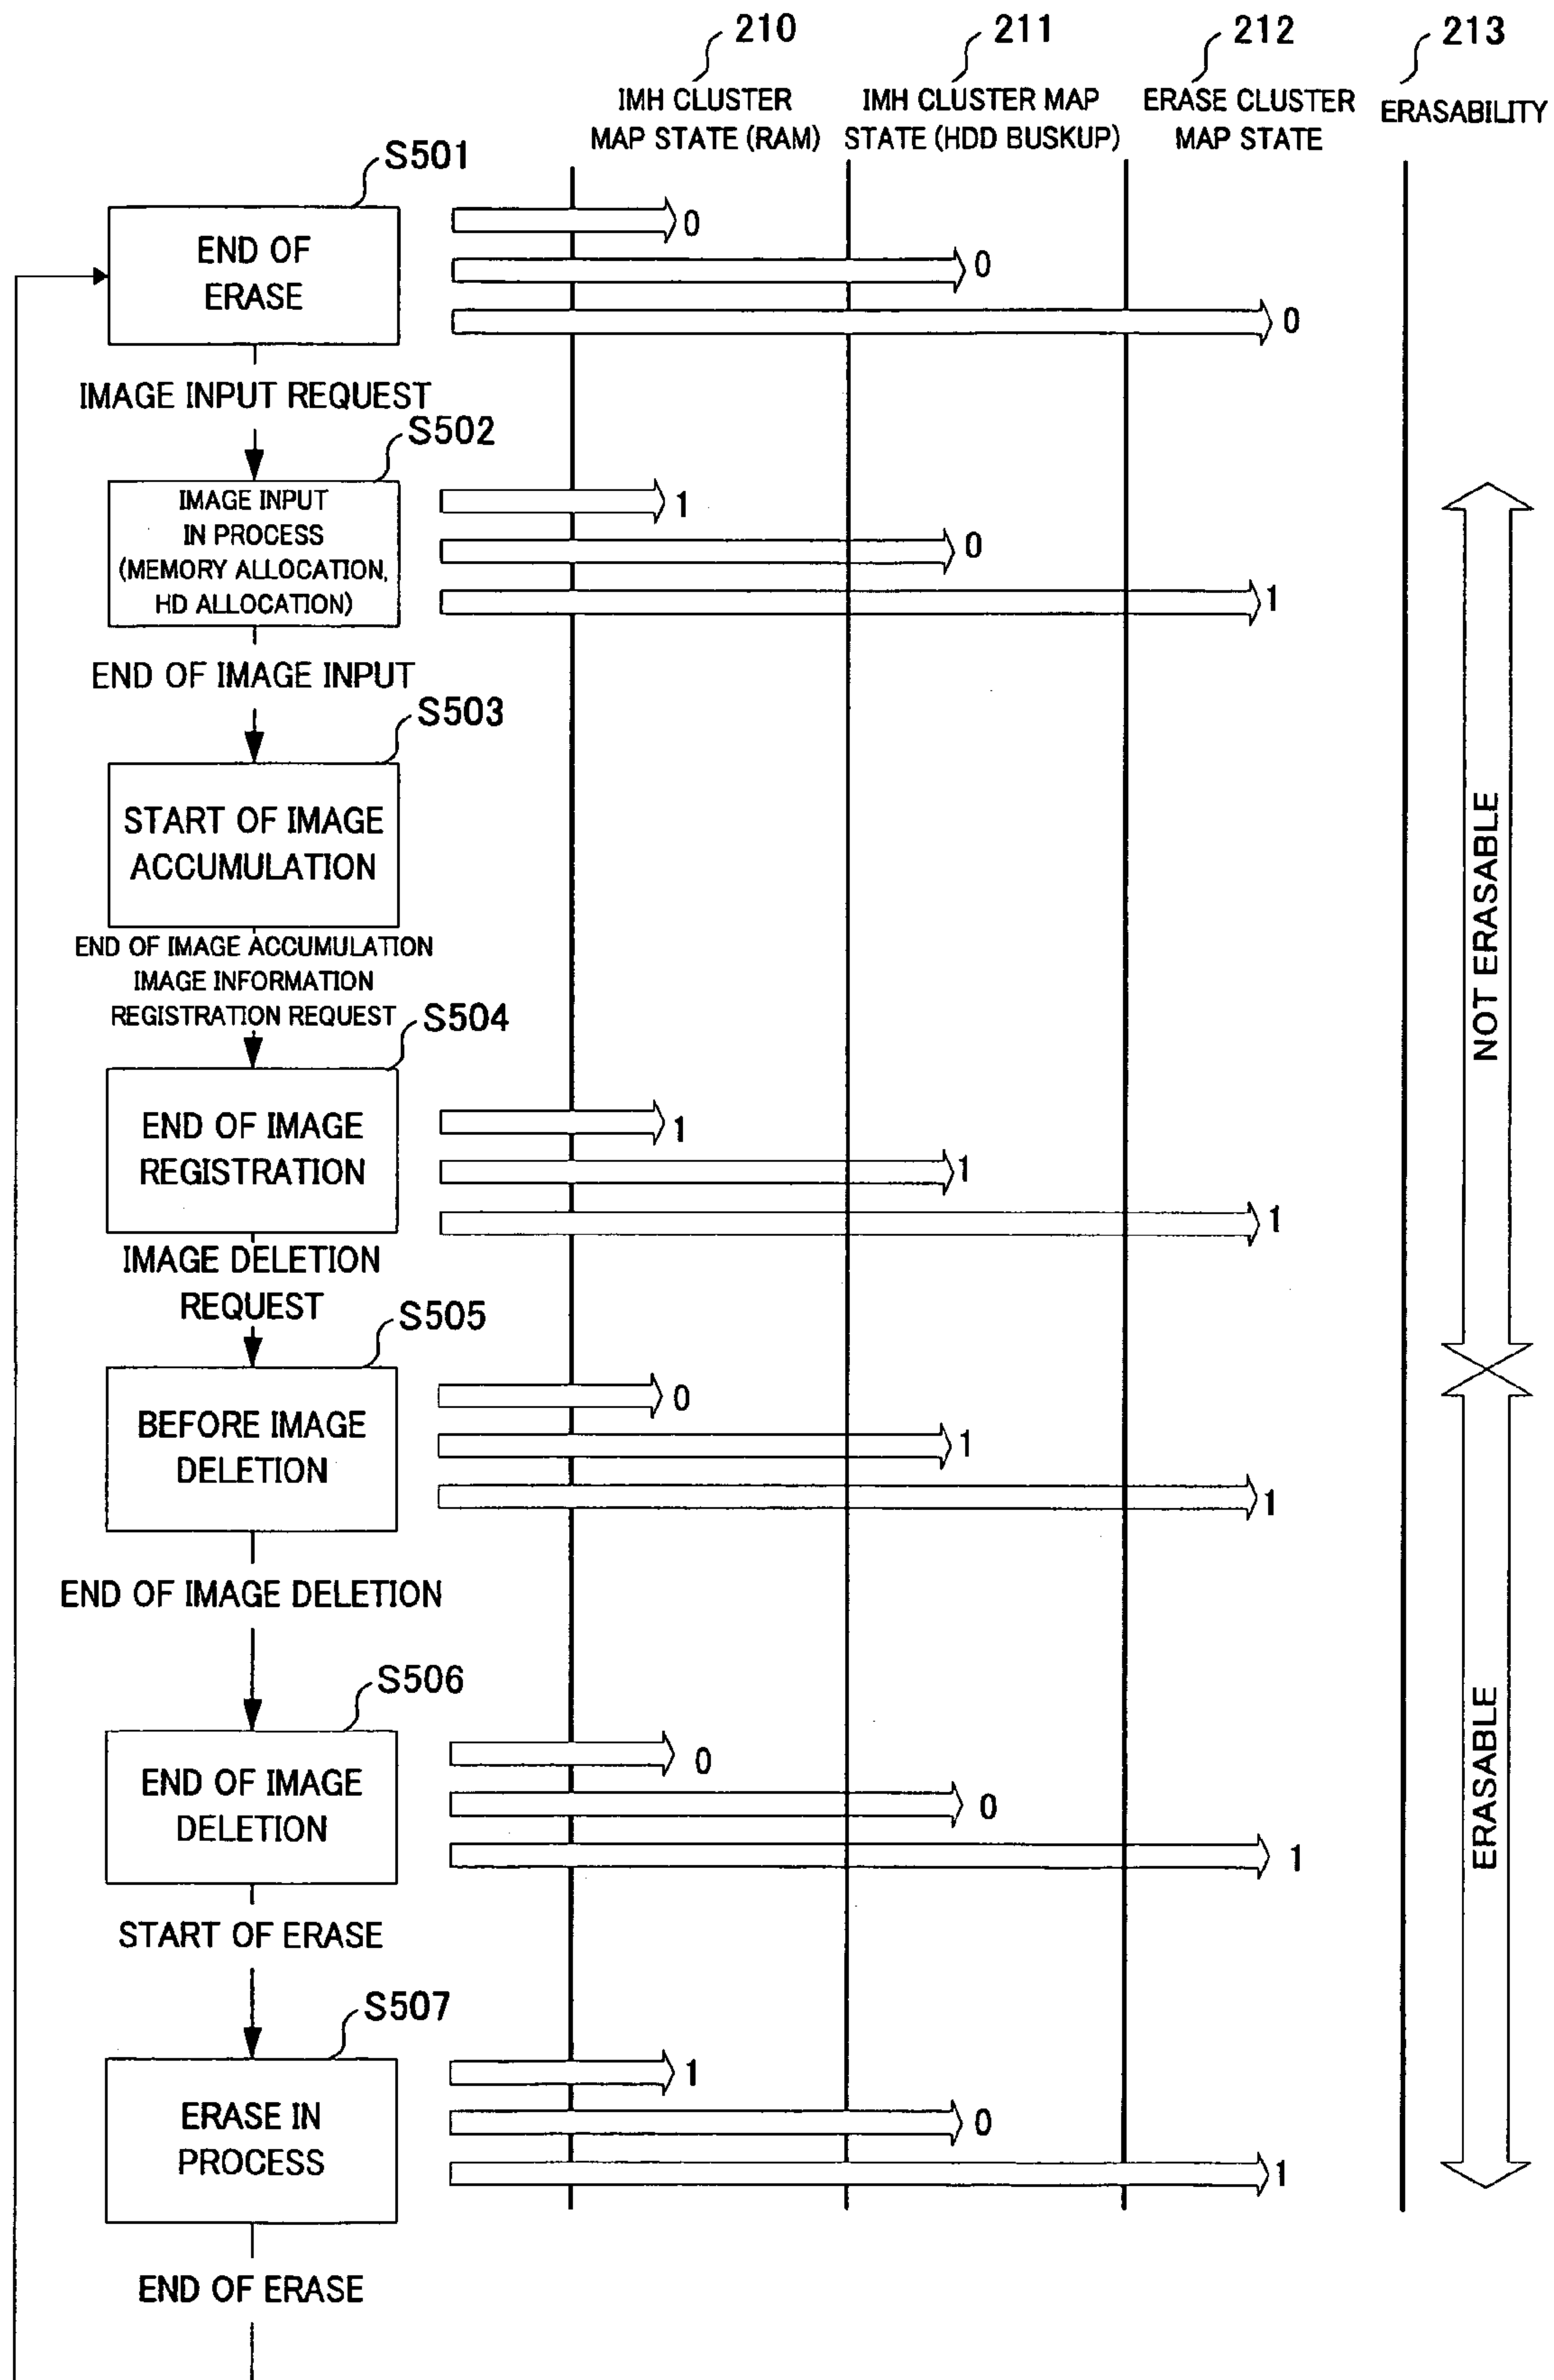 210
211
212
213
IMH CLUSTER
MAP STATE (RAM)
IMH CLUSTER MAP
STATE (HDD BUSKUP)
ERASE CLUSTER
MAP STATE
ERASABILITY
S501
END OF
ERASE
0
0
0
IMAGE INPUT REQUEST
S502
IMAGE INPUT
IN PROCESS
(MEMORY ALLOCATION,
HD ALLOCATION)
1
0
1
END OF IMAGE INPUT
S503
START OF IMAGE
ACCUMULATION
END OF IMAGE ACCUMULATION
IMAGE INFORMATION
REGISTRATION REQUEST
NOT ERASABLE
S504
END OF IMAGE
REGISTRATION
1
1
1
IMAGE DELETION
REQUEST
S505
BEFORE IMAGE
DELETION
0
1
1
END OF IMAGE DELETION
S506
END OF IMAGE
DELETION
0
0
1
ERASABLE
START OF ERASE
S507
ERASE IN
PROCESS
1
0
1
END OF ERASE